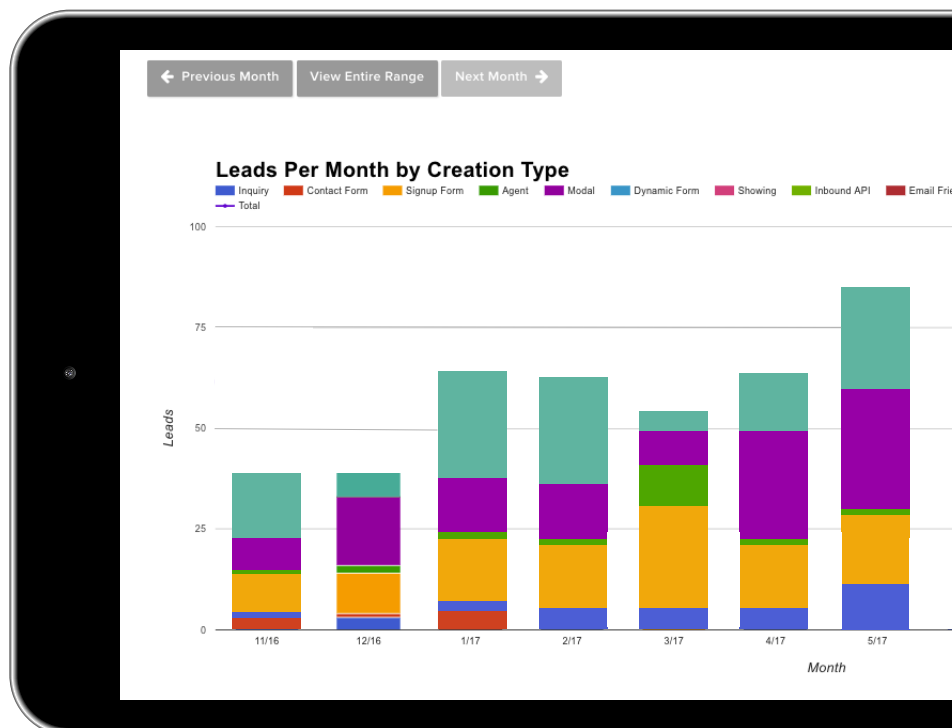 Previous Month View Entire Range Next Month
Leads Per Month by Creation Type
Inquiry Contact Form Signup Form Agent Modal Dynamic Form Showing Inbound API Email Frie
Total
100
75
50
25
0
Leads
11/16 12/16 1/17 2/17 3/17 4/17 5/17
Month